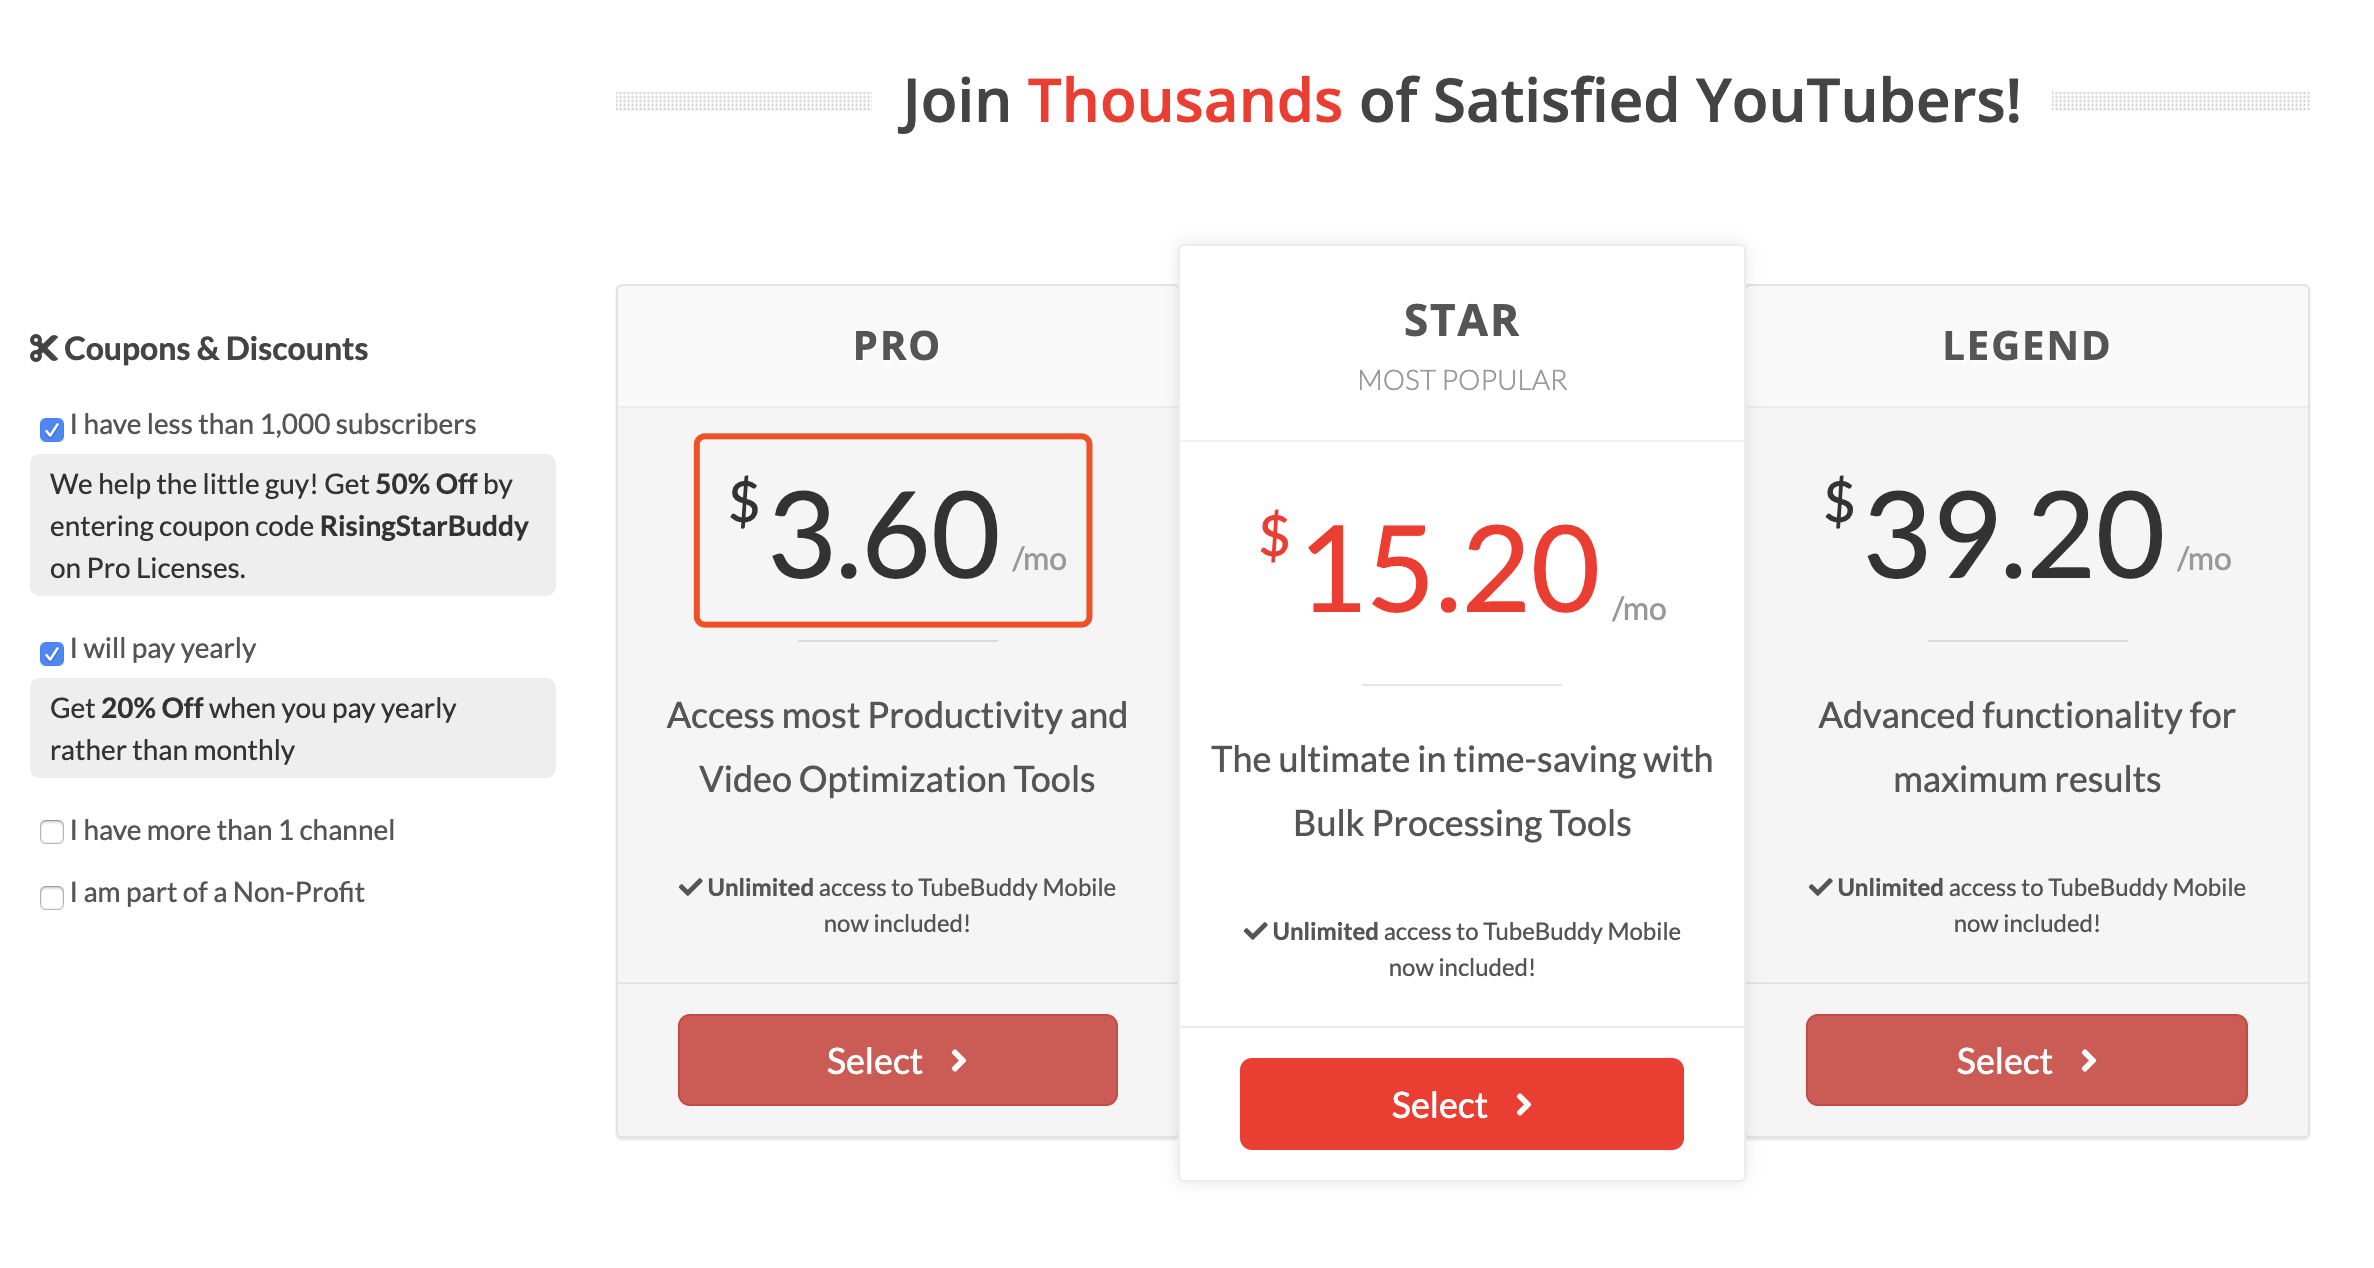 Join Thousands of Satisfied YouTubers!
Coupons & Discounts
I have less than 1,000 subscribers
We help the little guy! Get 50% Off by
entering coupon code RisingStarBuddy
on Pro Licenses.
I will pay yearly
Get 20% Off when you pay yearly
rather than monthly
I have more than 1 channel
I am part of a Non-Profit
PRO
$3.60 /mo
Access most Productivity and
Video Optimization Tools
Unlimited access to TubeBuddy Mobile
now included!
Select
STAR
MOST POPULAR
$15.20 /mo
The ultimate in time-saving with
Bulk Processing Tools
Unlimited access to TubeBuddy Mobile
now included!
Select
LEGEND
$39.20 /mo
Advanced functionality for
maximum results
Unlimited access to TubeBuddy Mobile
now included!
Select